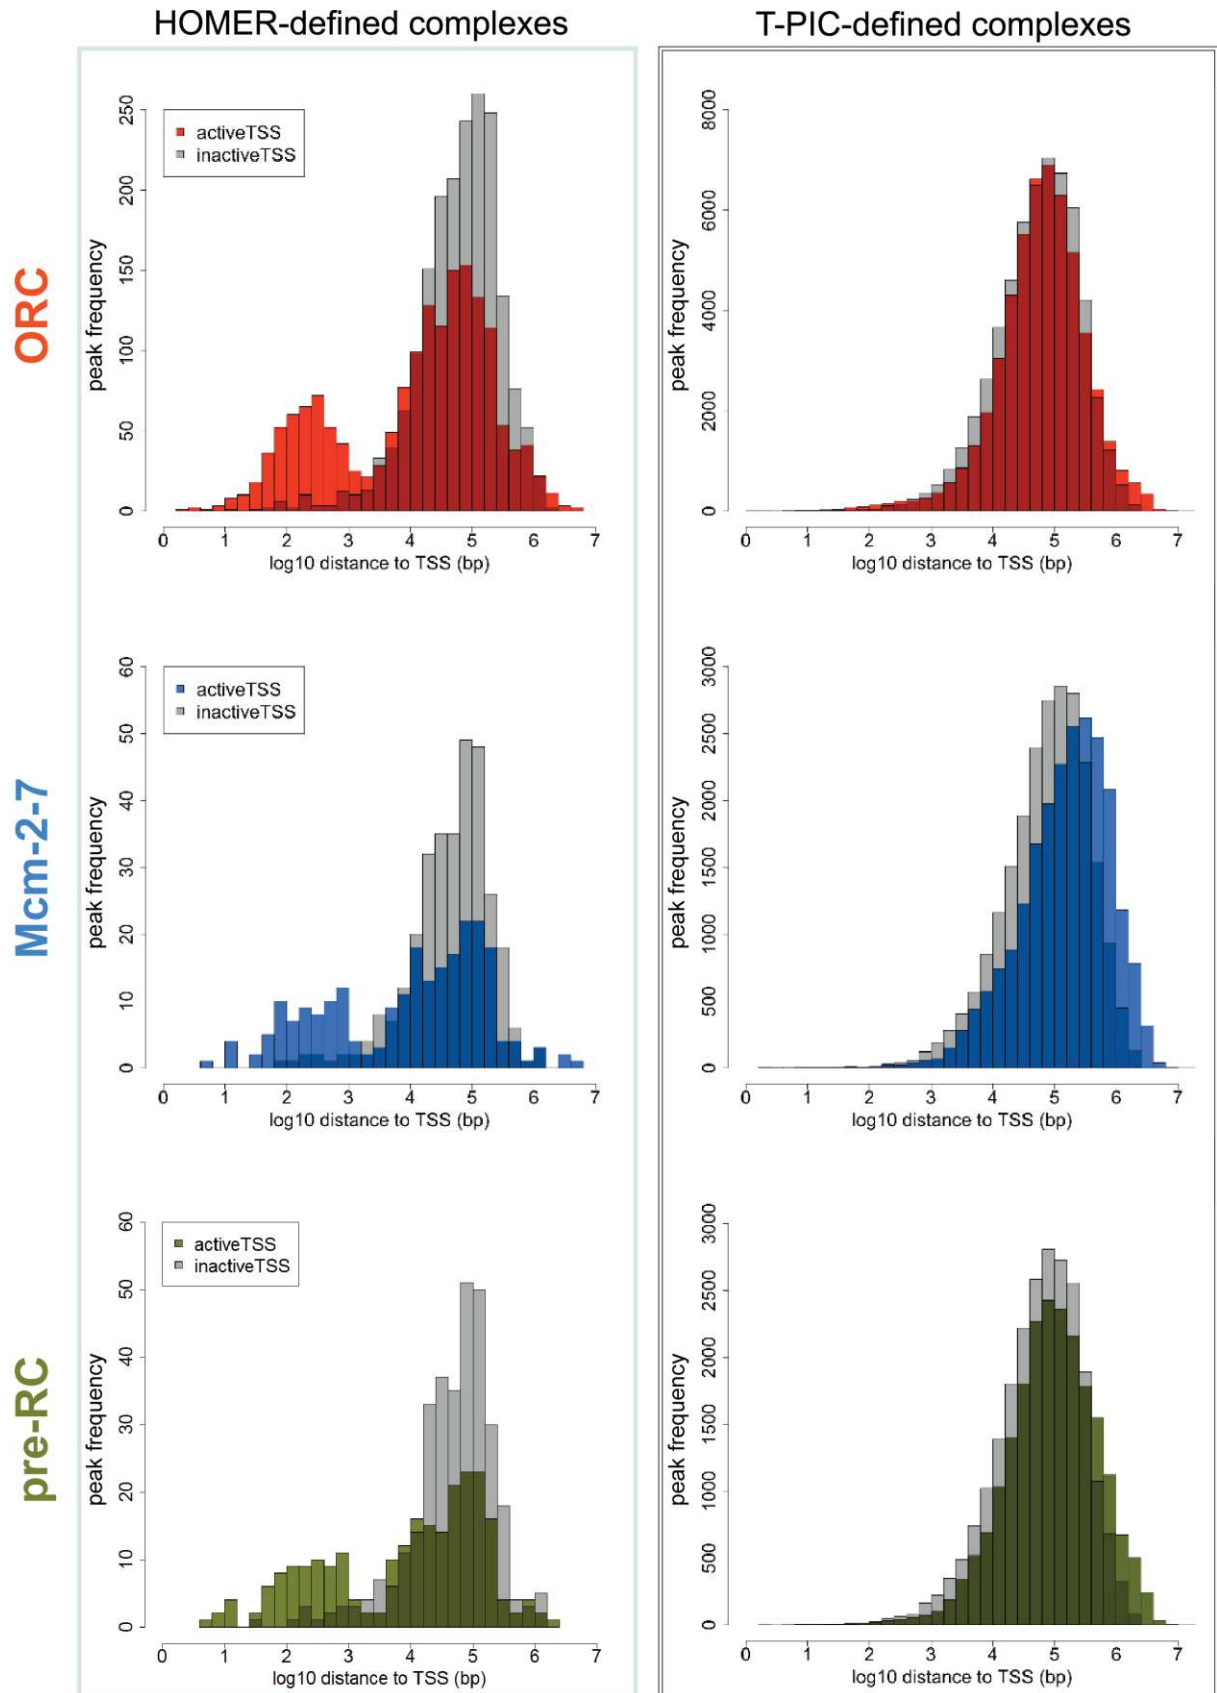 HOMER-defined complexes
T-PIC-defined complexes
ORC
peak frequency
0 50 100 150 200 250
activeTSS
inactiveTSS
0 1 2 3 4 5 6 7
log10 distance to TSS (bp)
peak frequency
0 2000 4000 6000 8000
0 1 2 3 4 5 6 7
log10 distance to TSS (bp)
Mcm-2-7
peak frequency
0 10 20 30 40 50 60
activeTSS
inactiveTSS
0 1 2 3 4 5 6 7
log10 distance to TSS (bp)
peak frequency
0 500 1000 1500 2000 2500 3000
0 1 2 3 4 5 6 7
log10 distance to TSS (bp)
pre-RC
peak frequency
0 10 20 30 40 50 60
activeTSS
inactiveTSS
0 1 2 3 4 5 6 7
log10 distance to TSS (bp)
peak frequency
0 500 1000 1500 2000 2500 3000
0 1 2 3 4 5 6 7
log10 distance to TSS (bp)